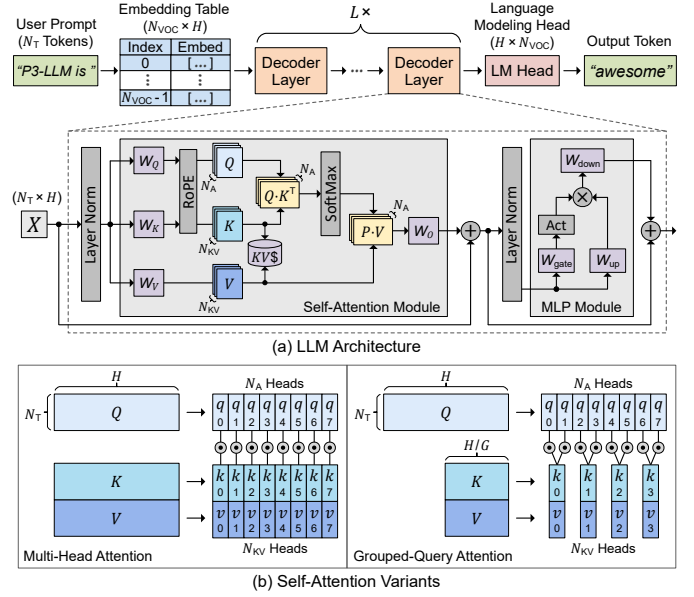 User Prompt
(N_T Tokens)
"P3-LLM is "
Embedding Table
(N_VOC × H)
Index Embed
0 [...]
⋮ ⋮
N_VOC - 1 [...]
L ×
Decoder
Layer
...
Decoder
Layer
Language
Modeling Head
(H × N_VOC)
LM Head
Output Token
"awesome"
(N_T × H)
X
Layer Norm
W_Q
W_K
W_V
RoPE
Q
N_A
K
N_KV
V
N_KV
KV$
Q·K^T
N_A
SoftMax
P·V
N_A
W_O
Self-Attention Module
+
Layer Norm
W_down
×
Act
W_gate
W_up
MLP Module
+
(a) LLM Architecture
H
N_T
Q
K
V
Multi-Head Attention
N_A Heads
q q q q q q q q
0 1 2 3 4 5 6 7
k k k k k k k k
0 1 2 3 4 5 6 7
v v v v v v v v
0 1 2 3 4 5 6 7
N_KV Heads
H
N_T
Q
H/G
K
V
N_A Heads
q q q q q q q q
0 1 2 3 4 5 6 7
k k k k
0 1 2 3
v v v v
0 1 2 3
N_KV Heads
Grouped-Query Attention
(b) Self-Attention Variants